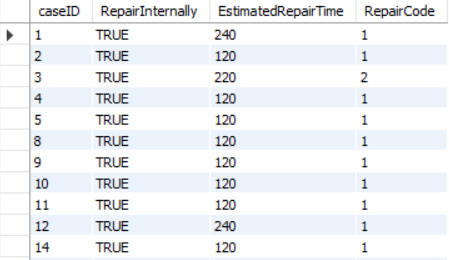 caseID RepairInternally EstimatedRepairTime RepairCode
1 TRUE 240 1
2 TRUE 120 1
3 TRUE 220 2
4 TRUE 120 1
5 TRUE 120 1
8 TRUE 120 1
9 TRUE 120 1
10 TRUE 120 1
11 TRUE 120 1
12 TRUE 240 1
14 TRUE 120 1